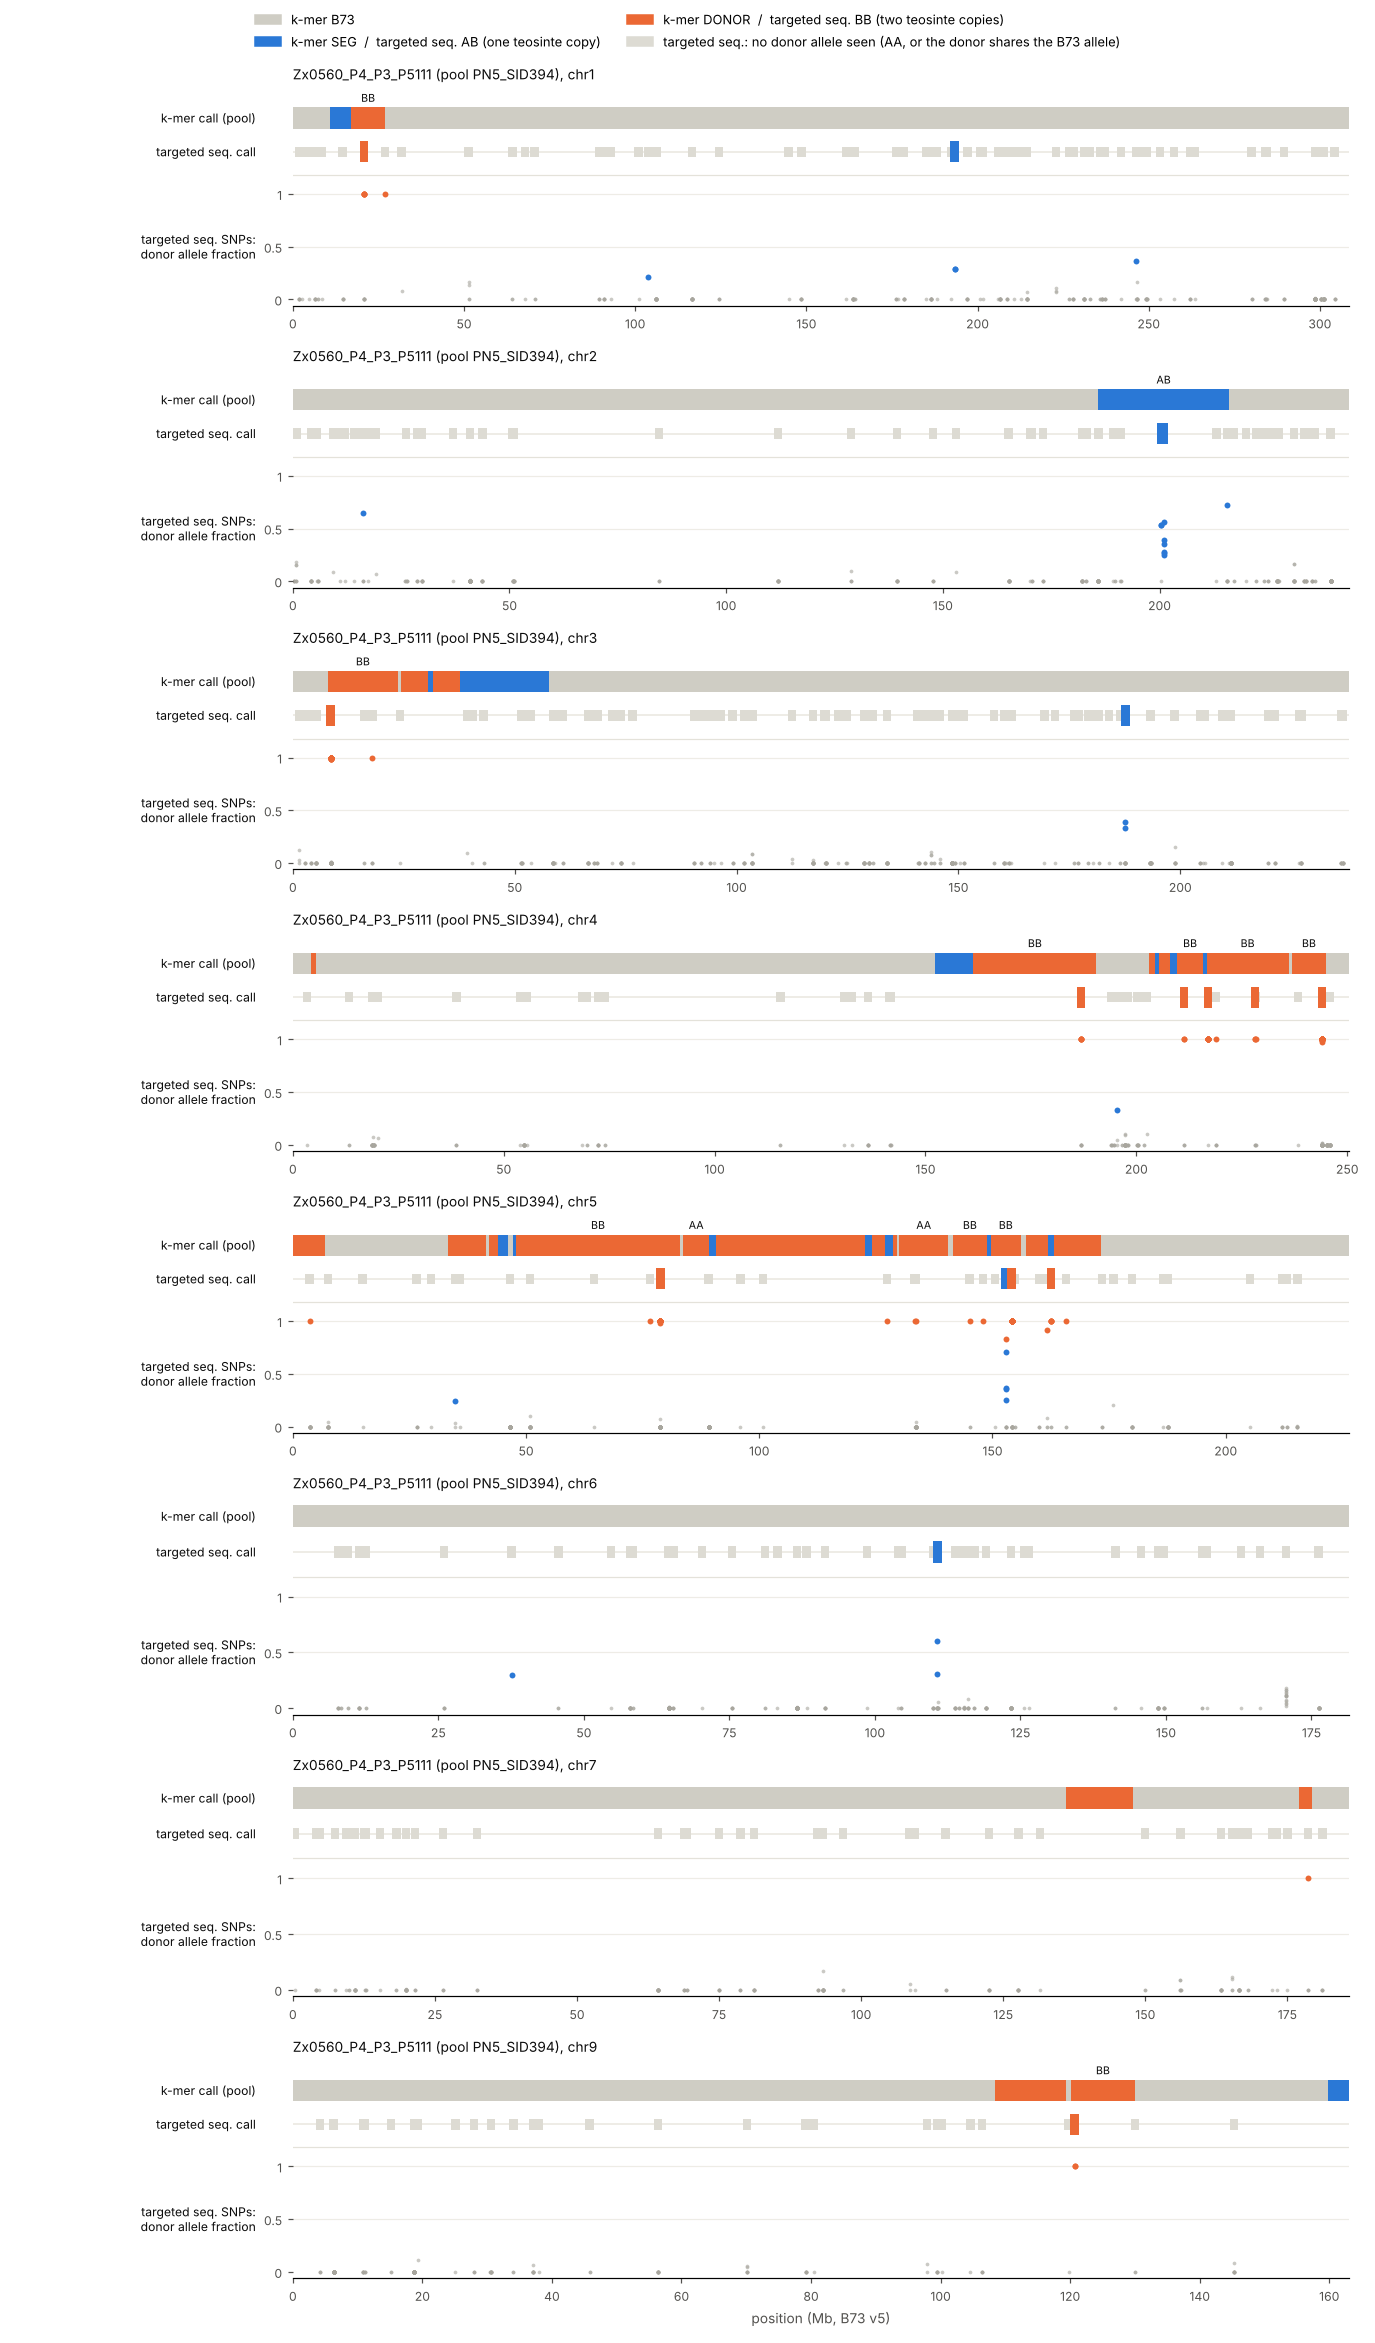 k-mer B73
k-mer DONOR / targeted seq. BB (two teosinte copies)
k-mer SEG / targeted seq. AB (one teosinte copy)
targeted seq.: no donor allele seen (AA, or the donor shares the B73 allele)
Zx0560_P4_P3_P5111 (pool PN5_SID394), chr1
BB
k-mer call (pool)
targeted seq. call
1
targeted seq. SNPs:
donor allele fraction
0.5
0
0 50 100 150 200 250 300
Zx0560_P4_P3_P5111 (pool PN5_SID394), chr2
AB
k-mer call (pool)
targeted seq. call
1
targeted seq. SNPs:
donor allele fraction
0.5
0
0 50 100 150 200
Zx0560_P4_P3_P5111 (pool PN5_SID394), chr3
BB
k-mer call (pool)
targeted seq. call
1
targeted seq. SNPs:
donor allele fraction
0.5
0
0 50 100 150 200
Zx0560_P4_P3_P5111 (pool PN5_SID394), chr4
BB BB BB BB
k-mer call (pool)
targeted seq. call
1
targeted seq. SNPs:
donor allele fraction
0.5
0
0 50 100 150 200 250
Zx0560_P4_P3_P5111 (pool PN5_SID394), chr5
BB AA AA BB BB
k-mer call (pool)
targeted seq. call
1
targeted seq. SNPs:
donor allele fraction
0.5
0
0 50 100 150 200
Zx0560_P4_P3_P5111 (pool PN5_SID394), chr6
k-mer call (pool)
targeted seq. call
1
targeted seq. SNPs:
donor allele fraction
0.5
0
0 25 50 75 100 125 150 175
Zx0560_P4_P3_P5111 (pool PN5_SID394), chr7
k-mer call (pool)
targeted seq. call
1
targeted seq. SNPs:
donor allele fraction
0.5
0
0 25 50 75 100 125 150 175
Zx0560_P4_P3_P5111 (pool PN5_SID394), chr9
BB
k-mer call (pool)
targeted seq. call
1
targeted seq. SNPs:
donor allele fraction
0.5
0
0 20 40 60 80 100 120 140 160
position (Mb, B73 v5)